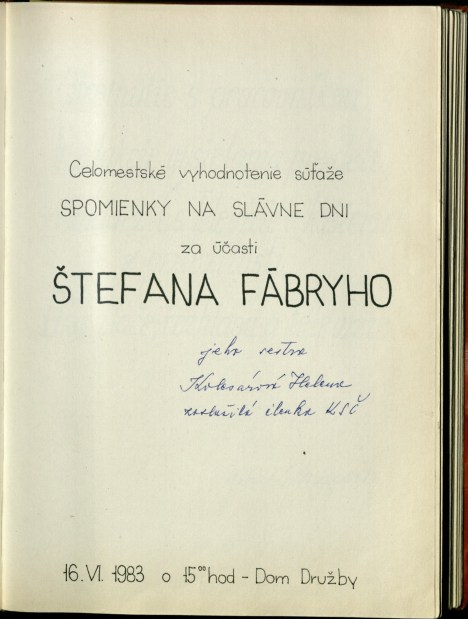 Celomestské vyhodnotenie súťaže
SPOMIENKY NA SLÁVNE DNI
za účasti
ŠTEFANA FÁBRYHO
jeho sestra
Kolesárová Helena
zaslúžilá členka KSČ
16. VI. 1983 o 15⁰⁰ hod - Dom Družby